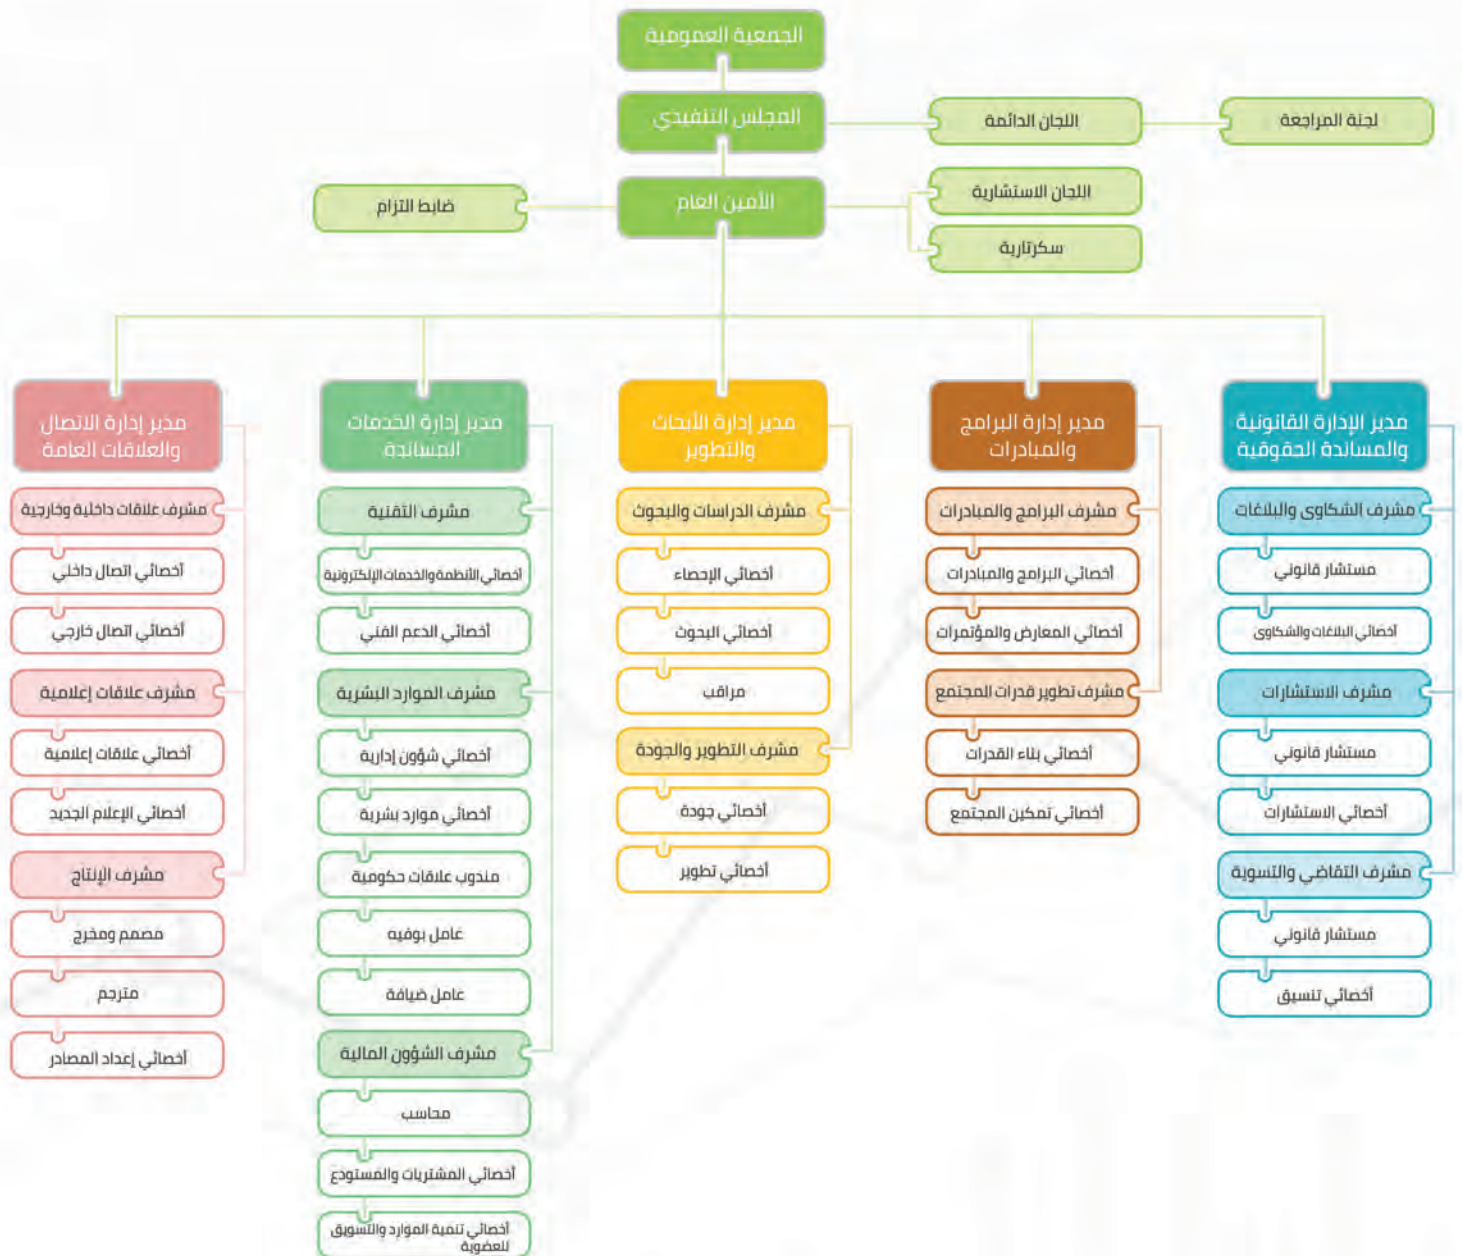 الجمعية العمومية
المجلس التنفيذي
اللجان الدائمة
لجنة المراجعة
الأمين العام
اللجان الاستشارية
سكرتارية
ضابط التزام
مدير الإدارة القانونية
والمساندة الحقوقية
مشرف الشكاوى والبلاغات
مستشار قانوني
أخصائي البلاغات والشكاوى
مشرف الاستشارات
مستشار قانوني
أخصائي الاستشارات
مشرف التقاضي والتسوية
مستشار قانوني
أخصائي تنسيق
مدير إدارة البرامج
والمبادرات
مشرف البرامج والمبادرات
أخصائي البرامج والمبادرات
أخصائي المعارض والمؤتمرات
مشرف تطوير قدرات المجتمع
أخصائي بناء القدرات
أخصائي تمكين المجتمع
مدير إدارة الأبحاث
والتطوير
مشرف الدراسات والبحوث
أخصائي الإحصاء
أخصائي البحوث
مراقب
مشرف التطوير والجودة
أخصائي جودة
أخصائي تطوير
مدير إدارة الخدمات
المساندة
مشرف التقنية
أخصائي الأنظمة والخدمات الإلكترونية
أخصائي الدعم الفني
مشرف الموارد البشرية
أخصائي شؤون إدارية
أخصائي موارد بشرية
مندوب علاقات حكومية
عامل بوفيه
عامل ضيافة
مشرف الشؤون المالية
محاسب
أخصائي المشتريات والمستودع
أخصائي تنمية الموارد والتسويق
للعضوية
مدير إدارة الاتصال
والعلاقات العامة
مشرف علاقات داخلية وخارجية
أخصائي اتصال داخلي
أخصائي اتصال خارجي
مشرف علاقات إعلامية
أخصائي علاقات إعلامية
أخصائي الإعلام الجديد
مشرف الإنتاج
مصمم ومخرج
مترجم
أخصائي إعداد المصادر